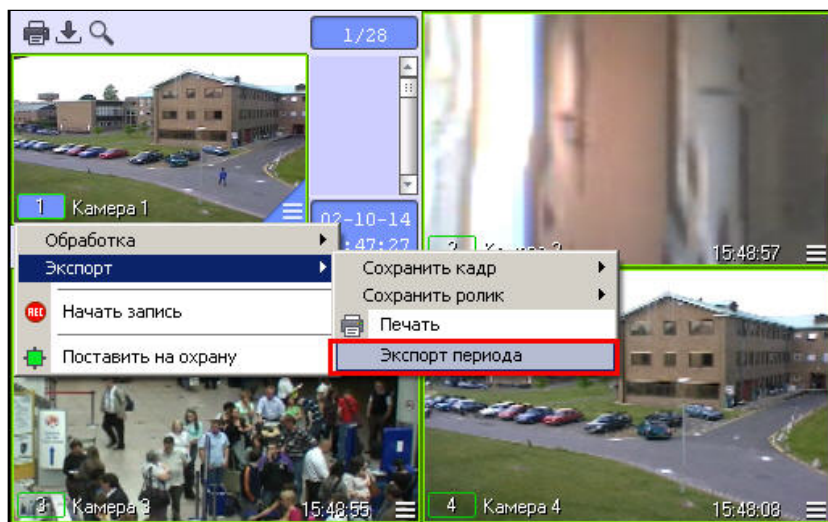 1/28
1 Камера 1
02-10-14
:47:27
Обработка
Экспорт
Начать запись
Поставить на охрану
Сохранить кадр
Сохранить ролик
Печать
Экспорт периода
REC
15:48:57
3 Камера 3 15:48:55
4 Камера 4 15:48:08